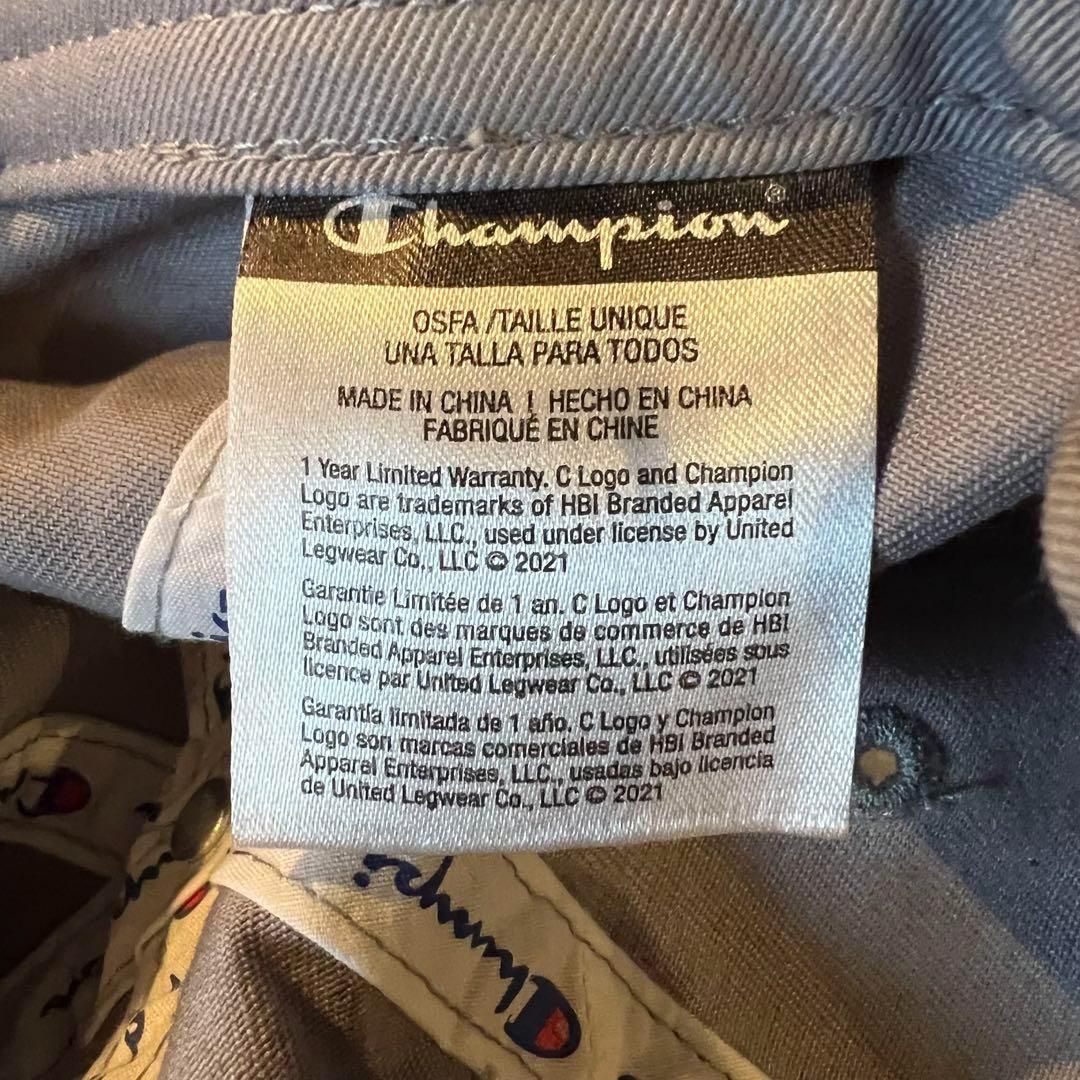 Champion®
OSFA /TAILLE UNIQUE
UNA TALLA PARA TODOS
MADE IN CHINA | HECHO EN CHINA
FABRIQUÉ EN CHINE
1 Year Limited Warranty. C Logo and Champion
Logo are trademarks of HBI Branded Apparel
Enterprises, LLC., used under license by United
Legwear Co., LLC © 2021
Garantie Limitée de 1 an. C Logo et Champion
Logo sont des marques de commerce de HBI
Branded Apparel Enterprises, LLC., utilisées sous
licence par United Legwear Co., LLC © 2021
Garantía limitada de 1 año. C Logo y Champion
Logo son marcas comerciales de HBI Branded
Apparel Enterprises, LLC., usadas bajo licencia
de United Legwear Co., LLC © 2021
Champi